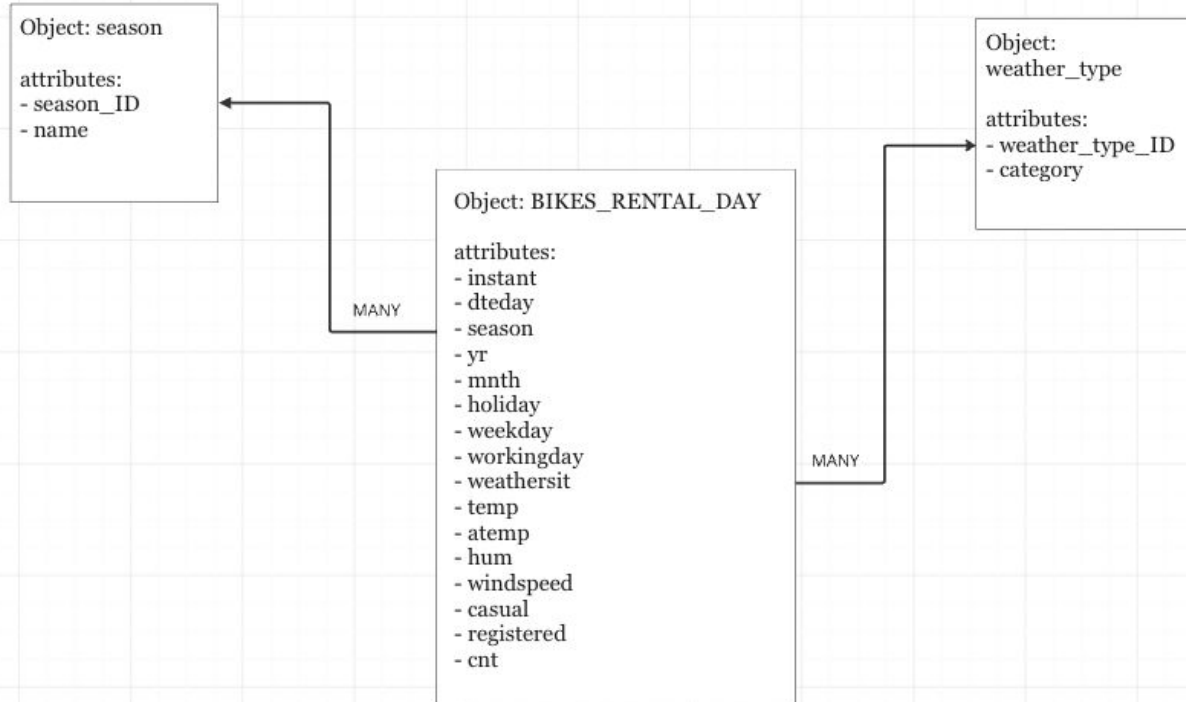 Object: season
attributes:
- season_ID
- name
MANY
Object: BIKES_RENTAL_DAY
attributes:
- instant
- dteday
- season
- yr
- mnth
- holiday
- weekday
- workingday
- weathersit
- temp
- atemp
- hum
- windspeed
- casual
- registered
- cnt
MANY
Object:
weather_type
attributes:
- weather_type_ID
- category